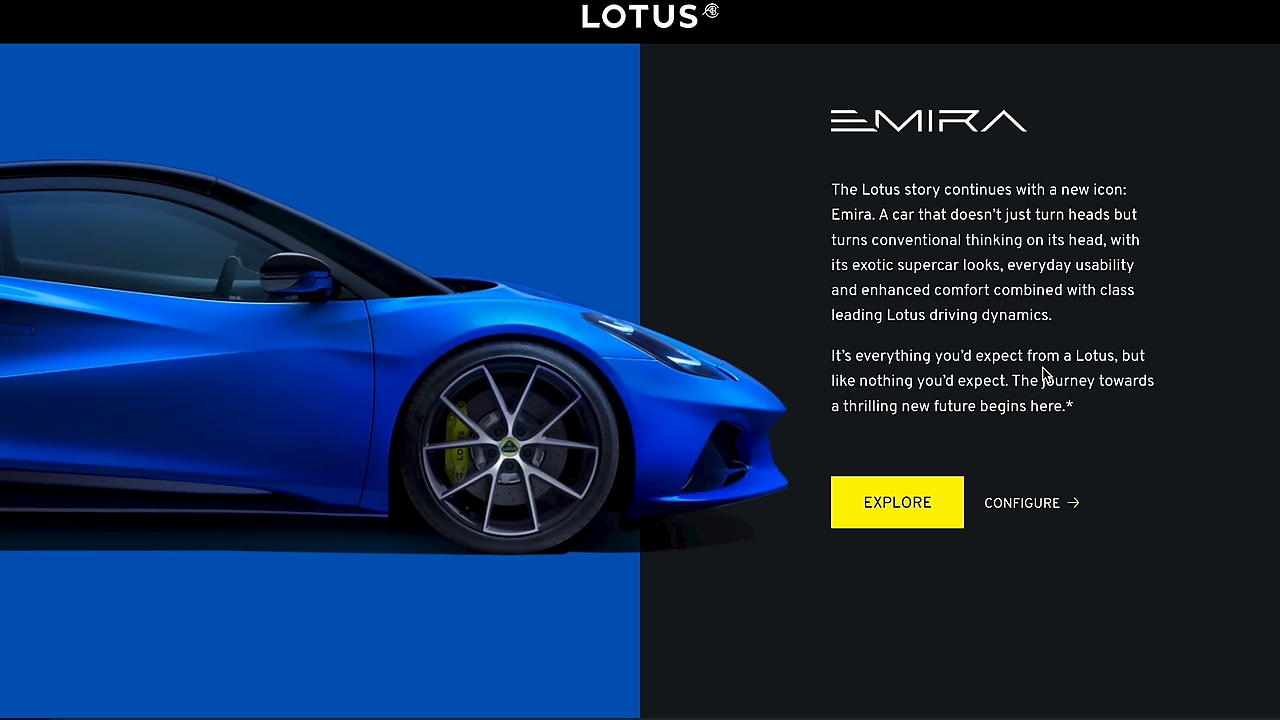 LOTUS
EMIRA
The Lotus story continues with a new icon:
Emira. A car that doesn't just turn heads but
turns conventional thinking on its head, with
its exotic supercar looks, everyday usability
and enhanced comfort combined with class
leading Lotus driving dynamics.
It's everything you'd expect from a Lotus, but
like nothing you'd expect. The journey towards
a thrilling new future begins here.*
EXPLORE
CONFIGURE →
LOTUS
LOTUS